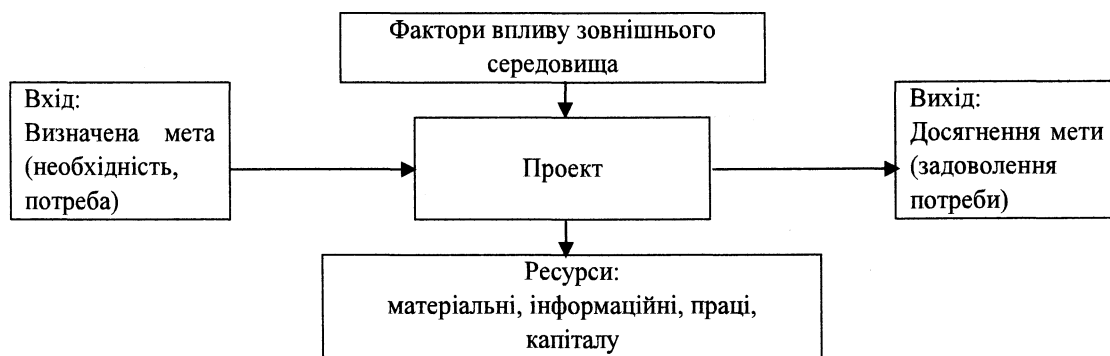 Фактори впливу зовнішнього
середовища
Вхід:
Визначена мета
(необхідність,
потреба)
Проект
Вихід:
Досягнення мети
(задоволення
потреби)
Ресурси:
матеріальні, інформаційні, праці,
капіталу